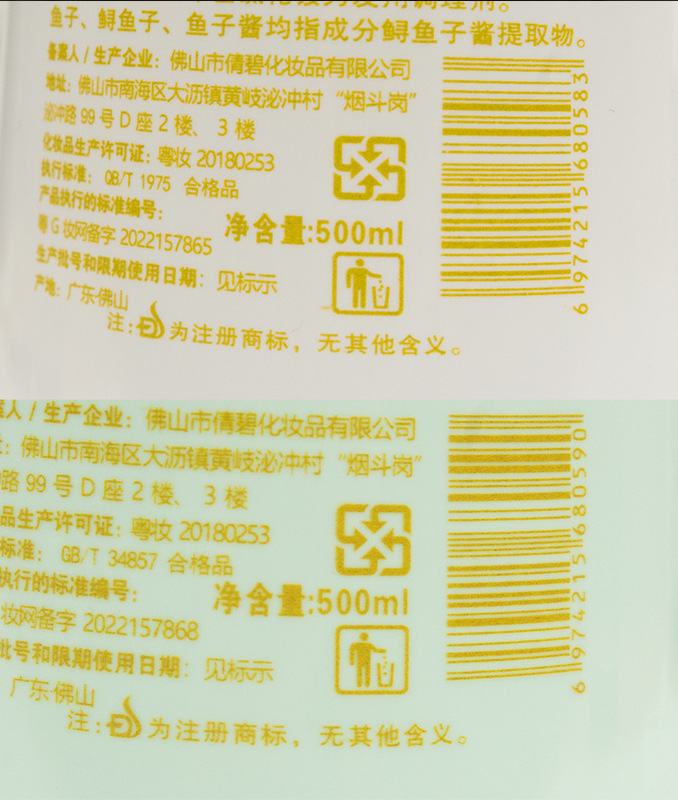 鱼子、鲟鱼子、鱼子酱均指成分鲟鱼子酱提取物。
备案人/生产企业：佛山市倩碧化妆品有限公司
地址：佛山市南海区大沥镇黄岐泌冲村“烟斗岗”
泌冲路 99 号 D 座 2 楼、 3 楼
化妆品生产许可证：粤妆 20180253
执行标准： QB/T 1975 合格品
产品执行的标准编号：
粤 G 妆网备字 2022157865
净含量:500ml
生产批号和限期使用日期：见标示
产地：广东·佛山
注: 为注册商标，无其他含义。
6 974215 680583
案人/生产企业：佛山市倩碧化妆品有限公司
：佛山市南海区大沥镇黄岐泌冲村“烟斗岗”
路 99 号 D 座 2 楼、 3 楼
品生产许可证：粤妆 20180253
标准： GB/T 34857 合格品
执行的标准编号：
妆网备字 2022157868
净含量:500ml
批号和限期使用日期：见标示
广东·佛山
注: 为注册商标，无其他含义。
6 974215 680590